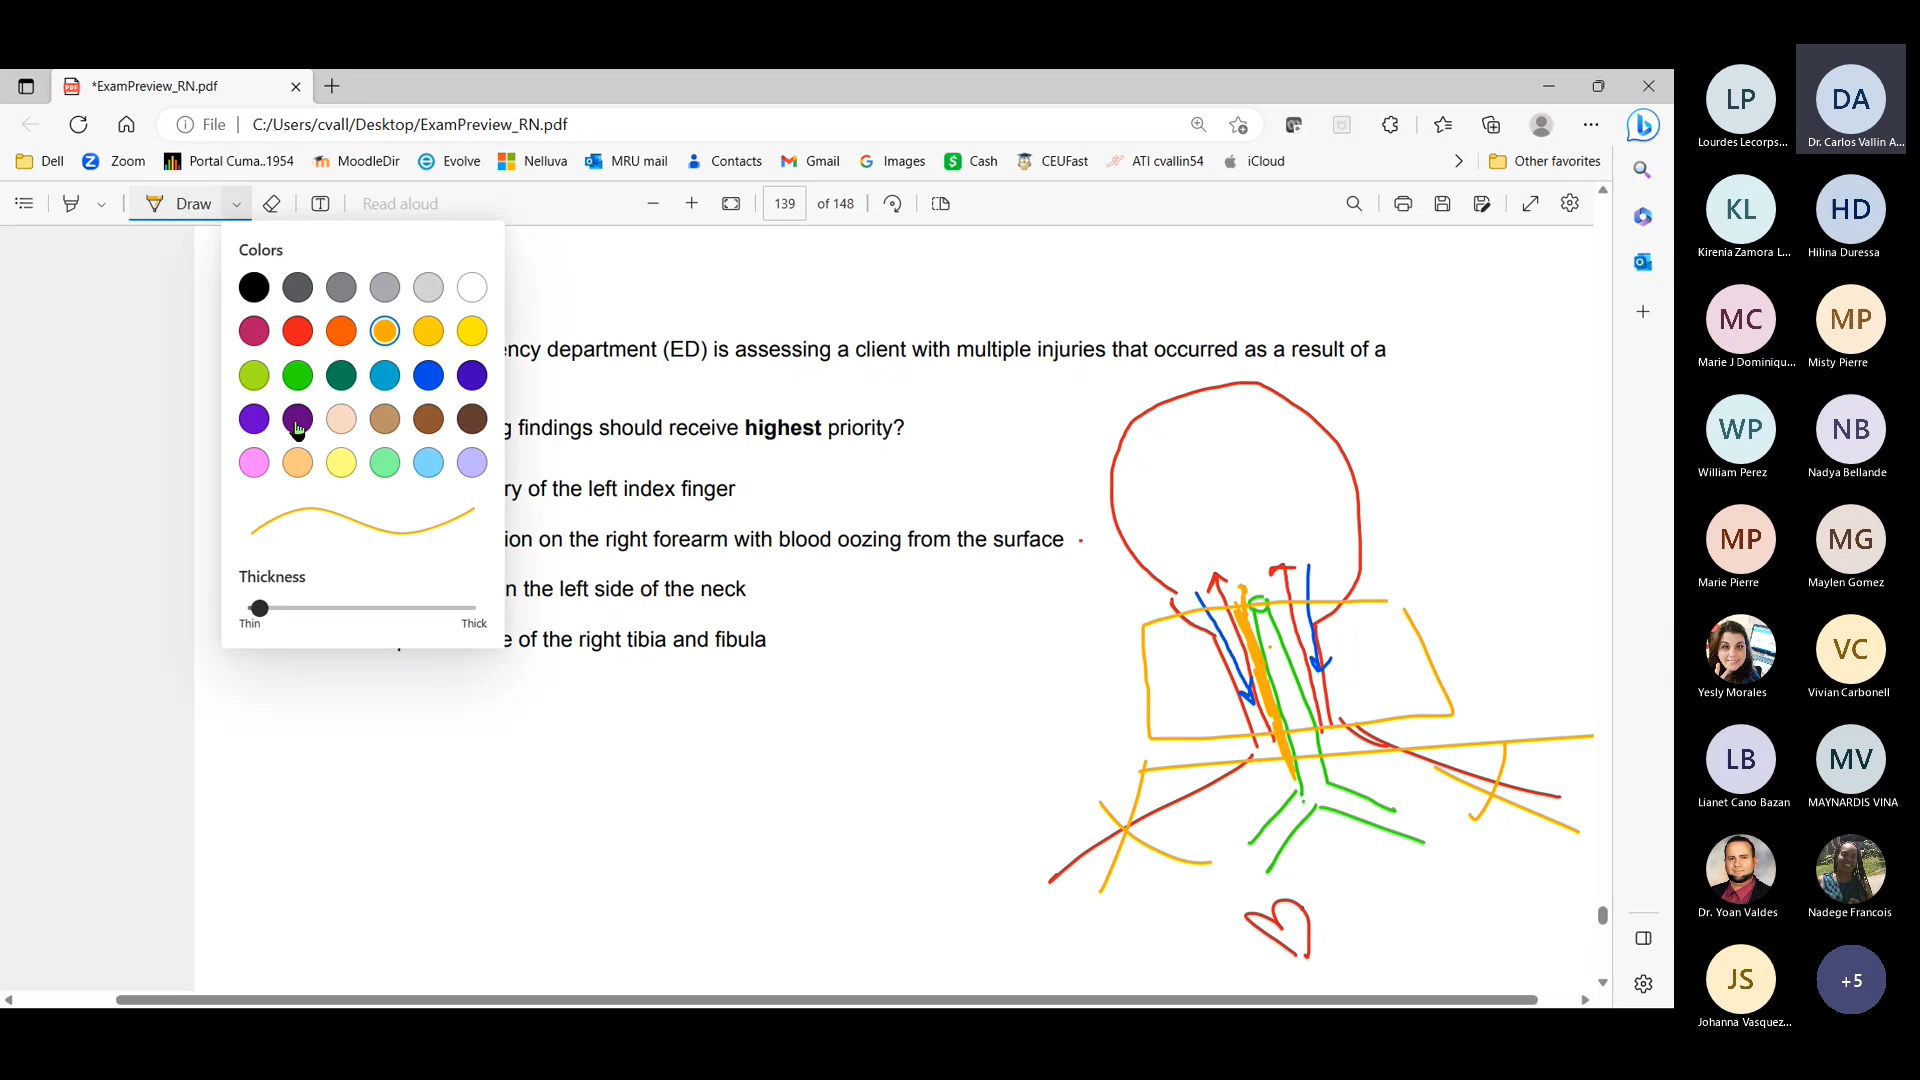 *ExamPreview_RN.pdf
File C:/Users/cvall/Desktop/ExamPreview_RN.pdf
Dell Zoom Portal Cuma..1954 MoodleDir Evolve Nelluva MRU mail Contacts Gmail Images Cash CEUFast ATI cvallin54 iCloud Other favorites
Draw Read aloud 139 of 148
Colors
Thickness
Thin Thick
ncy department (ED) is assessing a client with multiple injuries that occurred as a result of a
g findings should receive highest priority?
ry of the left index finger
ion on the right forearm with blood oozing from the surface
n the left side of the neck
e of the right tibia and fibula
LP DA
Lourdes Lecorps... Dr. Carlos Vallin A...
KL HD
Kirenia Zamora L... Hilina Duressa
MC MP
Marie J Dominiqu... Misty Pierre
WP NB
William Perez Nadya Bellande
MP MG
Marie Pierre Maylen Gomez
VC
Yesly Morales Vivian Carbonell
LB MV
Lianet Cano Bazan MAYNARDIS VINA
Dr. Yoan Valdes Nadege Francois
JS +5
Johanna Vasquez...